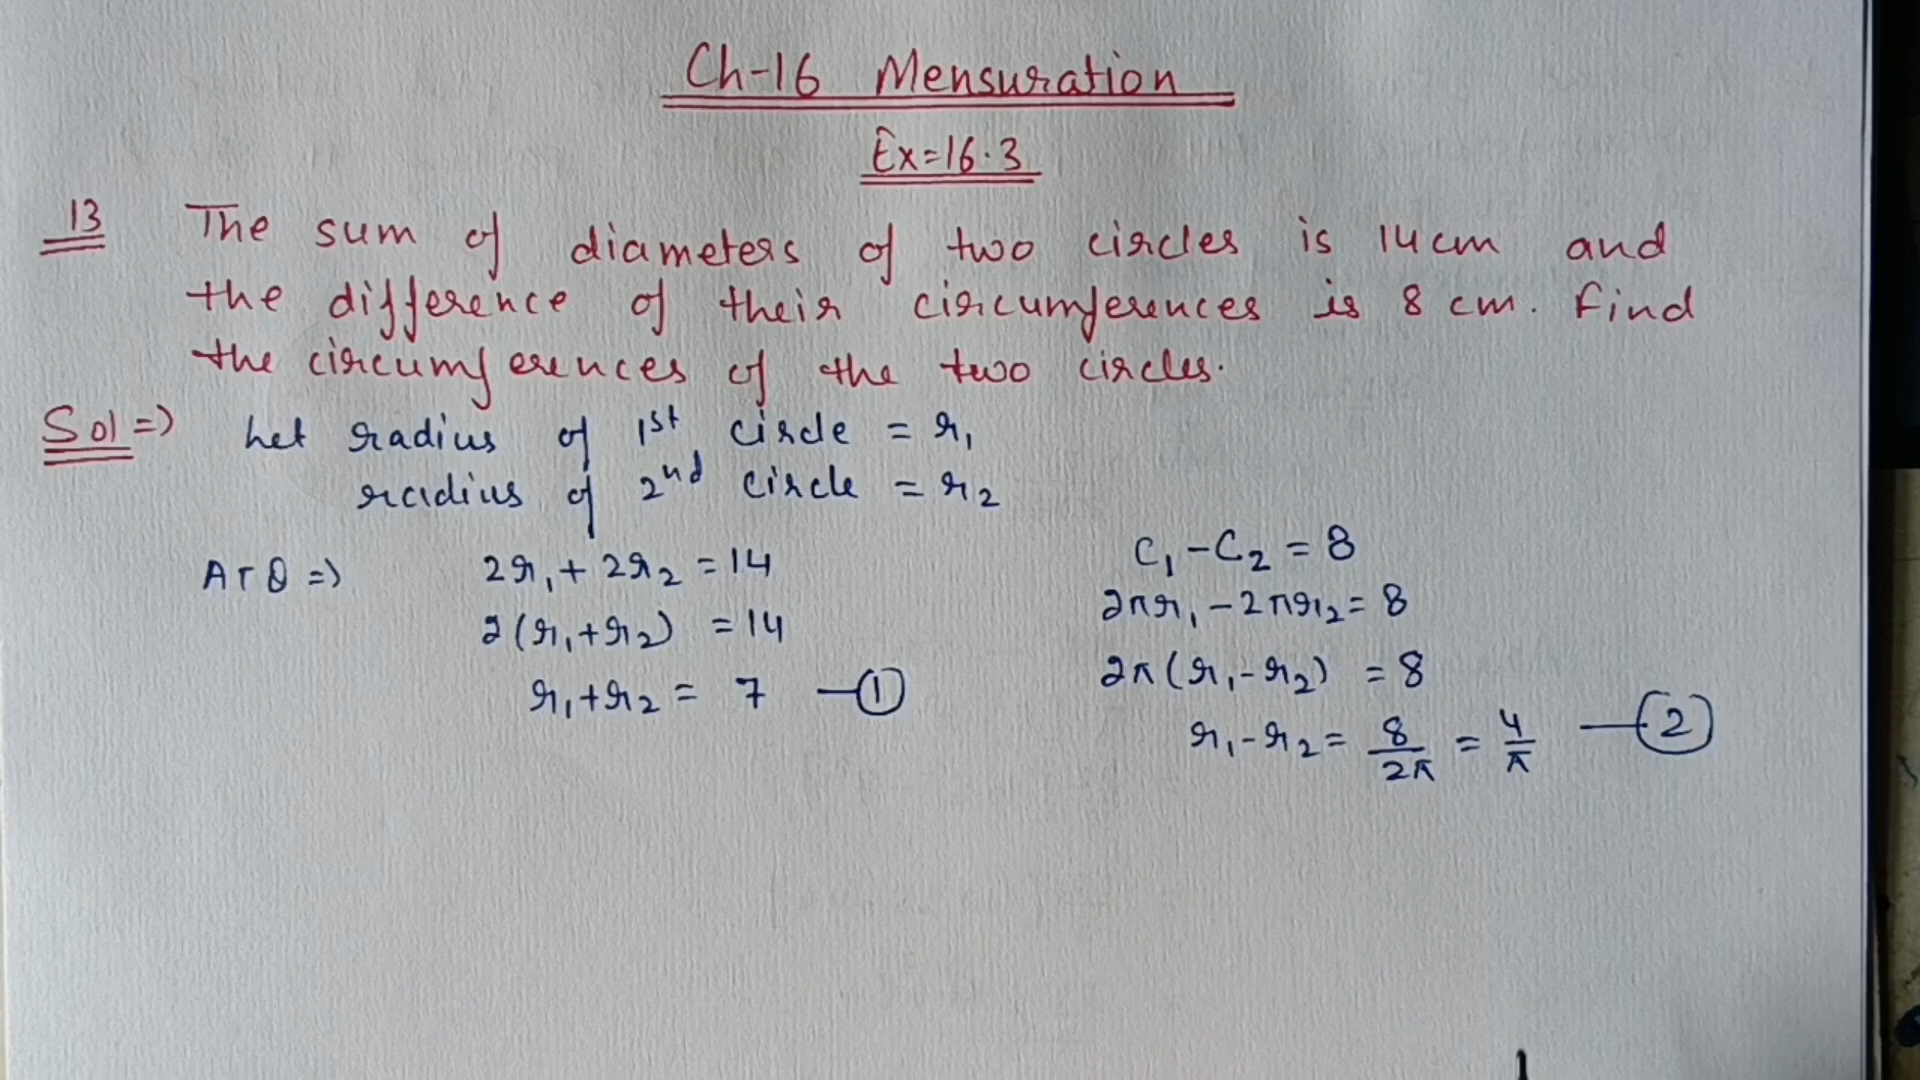 Ch-16 Mensuration
Ex=16.3
13 The sum of diameters of two circles is 14cm and
the difference of their circumferences is 8 cm. Find
the circumferences of the two circles.
Sol=> Let radius of 1st circle = r₁
radius of 2nd circle = r₂
ATQ => 2r₁ + 2r₂ = 14
2(r₁+r₂) = 14
r₁+r₂ = 7 —①
C₁-C₂ = 8
2πr₁ - 2πr₂ = 8
2π(r₁-r₂) = 8
r₁-r₂ = 8/2π = 4/π —②